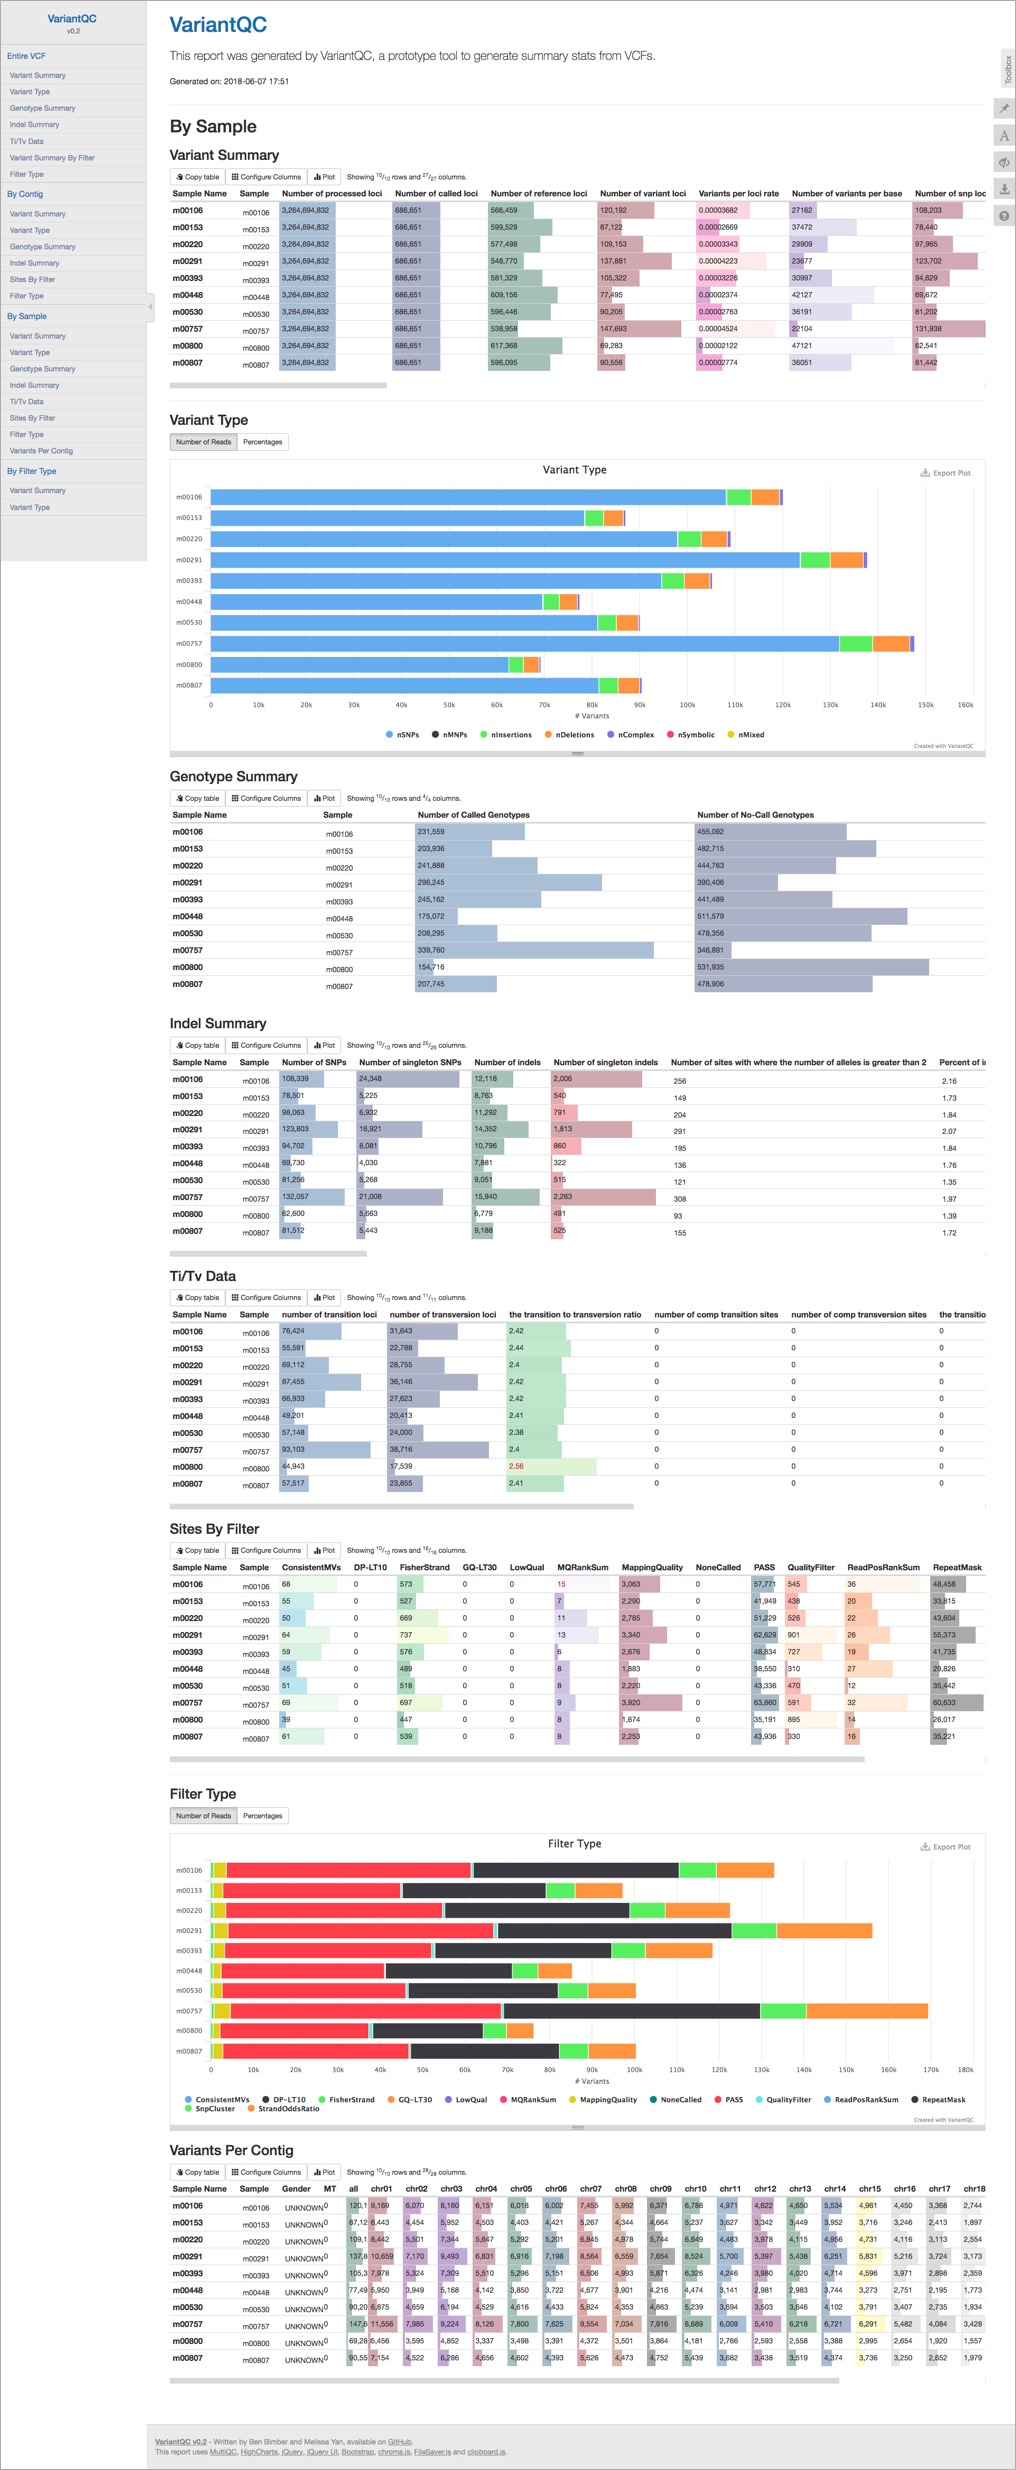 VariantQC
v0.2
Entire VCF
Variant Summary
Variant Type
Genotype Summary
Indel Summary
Ti/Tv Data
Variant Summary By Filter
Filter Type
By Contig
Variant Summary
Variant Type
Genotype Summary
Indel Summary
Sites By Filter
Filter Type
By Sample
Variant Summary
Variant Type
Genotype Summary
Indel Summary
Ti/Tv Data
Sites By Filter
Filter Type
Variants Per Contig
By Filter Type
Variant Summary
Variant Type
Toolbox
VariantQC
This report was generated by VariantQC, a prototype tool to generate summary stats from VCFs.
Generated on: 2018-06-07 17:51
By Sample
Variant Summary
Copy table Configure Columns Plot Showing 10/10 rows and 27/27 columns.
Sample Name Sample Number of processed loci Number of called loci Number of reference loci Number of variant loci Variants per loci rate Number of variants per base Number of snp loc
m00106 m00106 3,264,694,832 686,651 566,459 120,192 0.00003682 27162 108,203
m00153 m00153 3,264,694,832 686,651 599,529 87,122 0.00002669 37472 78,440
m00220 m00220 3,264,694,832 686,651 577,498 109,153 0.00003343 29909 97,965
m00291 m00291 3,264,694,832 686,651 548,770 137,881 0.00004223 23677 123,702
m00393 m00393 3,264,694,832 686,651 581,329 105,322 0.00003226 30997 94,629
m00448 m00448 3,264,694,832 686,651 609,156 77,495 0.00002374 42127 69,672
m00530 m00530 3,264,694,832 686,651 596,446 90,205 0.00002763 36191 81,202
m00757 m00757 3,264,694,832 686,651 538,958 147,693 0.00004524 22104 131,938
m00800 m00800 3,264,694,832 686,651 617,368 69,283 0.00002122 47121 62,541
m00807 m00807 3,264,694,832 686,651 596,095 90,556 0.00002774 36051 81,442
Variant Type
Number of Reads Percentages
Variant Type
Export Plot
m00106
m00153
m00220
m00291
m00393
m00448
m00530
m00757
m00800
m00807
0 10k 20k 30k 40k 50k 60k 70k 80k 90k 100k 110k 120k 130k 140k 150k 160k
# Variants
nSNPs nMNPs nInsertions nDeletions nComplex nSymbolic nMixed
Created with VariantQC
Genotype Summary
Copy table Configure Columns Plot Showing 10/10 rows and 4/4 columns.
Sample Name Sample Number of Called Genotypes Number of No-Call Genotypes
m00106 m00106 231,559 455,092
m00153 m00153 203,936 482,715
m00220 m00220 241,888 444,763
m00291 m00291 296,245 390,406
m00393 m00393 245,162 441,489
m00448 m00448 175,072 511,579
m00530 m00530 208,295 478,356
m00757 m00757 339,760 346,891
m00800 m00800 154,716 531,935
m00807 m00807 207,745 478,906
Indel Summary
Copy table Configure Columns Plot Showing 10/10 rows and 25/25 columns.
Sample Name Sample Number of SNPs Number of singleton SNPs Number of indels Number of singleton indels Number of sites with where the number of alleles is greater than 2 Percent of i
m00106 m00106 108,339 24,348 12,118 2,006 256 2.16
m00153 m00153 78,501 5,225 8,763 540 149 1.73
m00220 m00220 98,063 6,932 11,292 791 204 1.84
m00291 m00291 123,803 16,921 14,352 1,813 291 2.07
m00393 m00393 94,702 8,081 10,796 860 195 1.84
m00448 m00448 69,730 4,030 7,881 322 136 1.76
m00530 m00530 81,256 5,268 9,051 515 121 1.35
m00757 m00757 132,057 21,008 15,940 2,263 308 1.97
m00800 m00800 62,600 5,663 6,779 491 93 1.39
m00807 m00807 81,512 5,443 9,188 525 155 1.72
Ti/Tv Data
Copy table Configure Columns Plot Showing 10/10 rows and 11/11 columns.
Sample Name Sample number of transition loci number of transversion loci the transition to transversion ratio number of comp transition sites number of comp transversion sites the transitio
m00106 m00106 76,424 31,643 2.42 0 0 0
m00153 m00153 55,591 22,788 2.44 0 0 0
m00220 m00220 69,112 28,755 2.4 0 0 0
m00291 m00291 87,455 36,146 2.42 0 0 0
m00393 m00393 66,933 27,623 2.42 0 0 0
m00448 m00448 49,201 20,413 2.41 0 0 0
m00530 m00530 57,148 24,000 2.38 0 0 0
m00757 m00757 93,103 38,716 2.4 0 0 0
m00800 m00800 44,943 17,539 2.56 0 0 0
m00807 m00807 57,517 23,855 2.41 0 0 0
Sites By Filter
Copy table Configure Columns Plot Showing 10/10 rows and 16/16 columns.
Sample Name Sample ConsistentMVs DP-LT10 FisherStrand GQ-LT30 LowQual MQRankSum MappingQuality NoneCalled PASS QualityFilter ReadPosRankSum RepeatMask
m00106 m00106 68 0 573 0 0 15 3,063 0 57,771 545 36 48,458
m00153 m00153 55 0 527 0 0 7 2,290 0 41,949 438 20 33,815
m00220 m00220 50 0 669 0 0 11 2,785 0 51,229 526 22 43,604
m00291 m00291 64 0 737 0 0 13 3,340 0 62,629 901 26 55,373
m00393 m00393 59 0 576 0 0 6 2,676 0 48,834 727 19 41,735
m00448 m00448 45 0 489 0 0 8 1,883 0 38,550 310 27 29,826
m00530 m00530 51 0 518 0 0 8 2,220 0 43,336 470 12 35,442
m00757 m00757 69 0 697 0 0 9 3,920 0 63,860 591 32 60,633
m00800 m00800 39 0 447 0 0 8 1,674 0 35,191 895 14 26,017
m00807 m00807 61 0 539 0 0 8 2,253 0 43,936 330 16 35,221
Filter Type
Number of Reads Percentages
Filter Type
Export Plot
m00106
m00153
m00220
m00291
m00393
m00448
m00530
m00757
m00800
m00807
0 10k 20k 30k 40k 50k 60k 70k 80k 90k 100k 110k 120k 130k 140k 150k 160k 170k 180k
# Variants
ConsistentMVs DP-LT10 FisherStrand GQ-LT30 LowQual MQRankSum MappingQuality NoneCalled PASS QualityFilter ReadPosRankSum RepeatMask
SnpCluster StrandOddsRatio
Created with VariantQC
Variants Per Contig
Copy table Configure Columns Plot Showing 10/10 rows and 28/28 columns.
Sample Name Sample Gender MT all chr01 chr02 chr03 chr04 chr05 chr06 chr07 chr08 chr09 chr10 chr11 chr12 chr13 chr14 chr15 chr16 chr17 chr18
m00106 m00106 UNKNOWN 0 120,1 9,169 6,070 8,180 6,151 6,018 6,002 7,455 5,992 6,371 6,788 4,971 4,622 4,650 5,534 4,961 4,450 3,368 2,744
m00153 m00153 UNKNOWN 0 87,12 6,443 4,454 5,952 4,503 4,403 4,421 5,267 4,344 4,664 5,237 3,627 3,342 3,449 3,952 3,716 3,246 2,413 1,897
m00220 m00220 UNKNOWN 0 109,1 8,442 5,501 7,344 5,647 5,292 5,201 6,845 4,978 5,744 6,649 4,483 3,978 4,115 4,956 4,731 4,116 3,113 2,554
m00291 m00291 UNKNOWN 0 137,8 10,659 7,170 9,493 6,831 6,916 7,198 8,564 6,559 7,654 8,524 5,700 5,397 5,438 6,251 5,831 5,216 3,724 3,173
m00393 m00393 UNKNOWN 0 105,3 7,978 5,324 7,309 5,510 5,296 5,151 6,506 4,993 5,871 6,326 4,246 3,980 4,020 4,714 4,596 3,971 2,898 2,359
m00448 m00448 UNKNOWN 0 77,49 5,950 3,949 5,168 4,142 3,850 3,722 4,677 3,901 4,216 4,474 3,141 2,981 2,983 3,744 3,273 2,751 2,195 1,773
m00530 m00530 UNKNOWN 0 90,20 6,875 4,659 6,194 4,529 4,616 4,433 5,824 4,353 4,863 5,239 3,694 3,503 3,646 4,102 3,791 3,407 2,735 1,934
m00757 m00757 UNKNOWN 0 147,6 11,556 7,985 9,224 8,126 7,800 7,625 9,554 7,034 7,916 8,689 6,009 5,410 6,218 6,721 6,291 5,482 4,084 3,428
m00800 m00800 UNKNOWN 0 69,28 5,456 3,595 4,852 3,337 3,498 3,391 4,372 3,501 3,864 4,181 2,766 2,593 2,558 3,388 2,995 2,654 1,920 1,557
m00807 m00807 UNKNOWN 0 90,55 7,154 4,522 6,286 4,656 4,602 4,393 5,626 4,473 4,752 5,439 3,682 3,438 3,519 4,374 3,736 3,250 2,652 1,979
VariantQC v0.2 - Written by Ben Bimber and Melissa Yan, available on GitHub.
This report uses MultiQC, HighCharts, jQuery, jQuery UI, Bootstrap, chroma.js, FileSaver.js and clipboard.js.